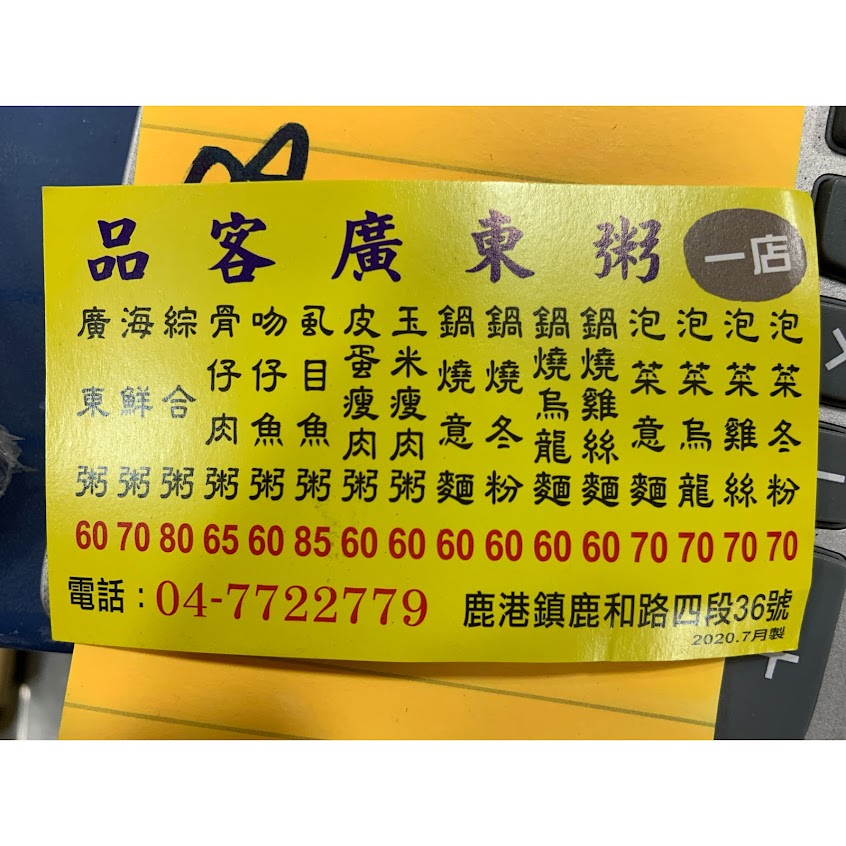 品客廣東粥 一店
廣東粥 60
海鮮粥 70
綜合粥 80
骨仔肉粥 65
吻仔魚粥 60
虱目魚粥 85
皮蛋瘦肉粥 60
玉米瘦肉粥 60
鍋燒意麵 60
鍋燒冬粉 60
鍋燒烏龍麵 60
鍋燒雞絲麵 60
泡菜意麵 70
泡菜烏龍 70
泡菜雞絲 70
泡菜冬粉 70
電話：04-7722779
鹿港鎮鹿和路四段36號
2020.7月製